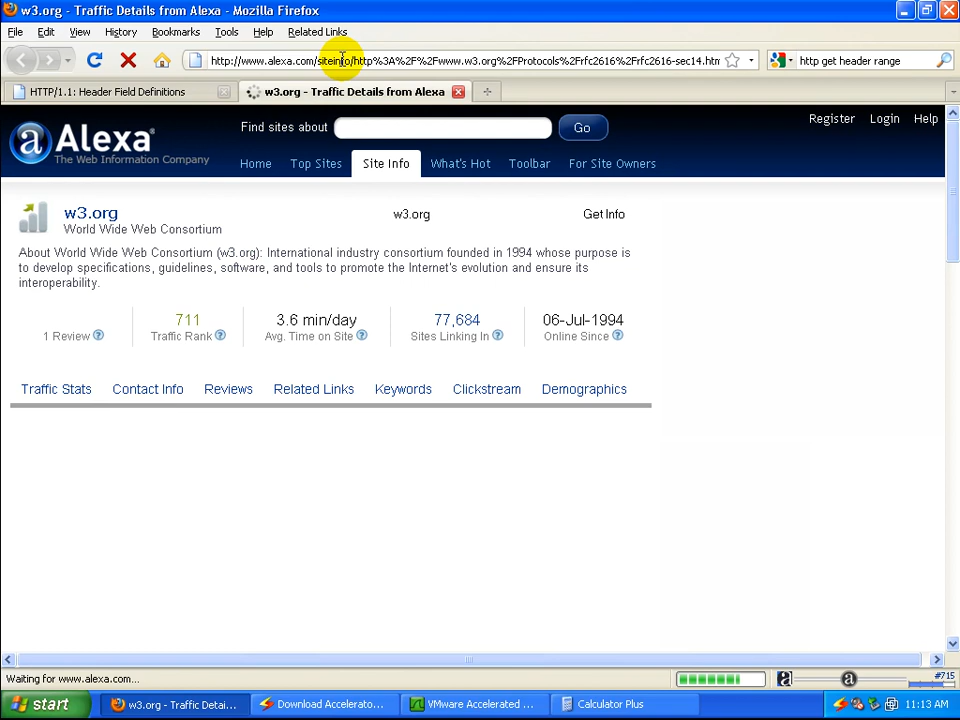 w3.org - Traffic Details from Alexa - Mozilla Firefox
File Edit View History Bookmarks Tools Help Related Links
http://www.alexa.com/siteinfo/http%3A%2F%2Fwww.w3.org%2FProtocols%2Frfc2616%2Frfc2616-sec14.htm http get header range
HTTP/1.1: Header Field Definitions w3.org - Traffic Details from Alexa
Register Login Help
a Alexa® Find sites about Go
The Web Information Company
Home Top Sites Site Info What's Hot Toolbar For Site Owners
w3.org w3.org Get Info
World Wide Web Consortium
About World Wide Web Consortium (w3.org): International industry consortium founded in 1994 whose purpose is
to develop specifications, guidelines, software, and tools to promote the Internet's evolution and ensure its
interoperability.
711 3.6 min/day 77,684 06-Jul-1994
1 Review ? Traffic Rank ? Avg. Time on Site ? Sites Linking In ? Online Since ?
Traffic Stats Contact Info Reviews Related Links Keywords Clickstream Demographics
Waiting for www.alexa.com... a a #715
start w3.org - Traffic Detai... Download Accelerato... VMware Accelerated ... Calculator Plus 11:13 AM